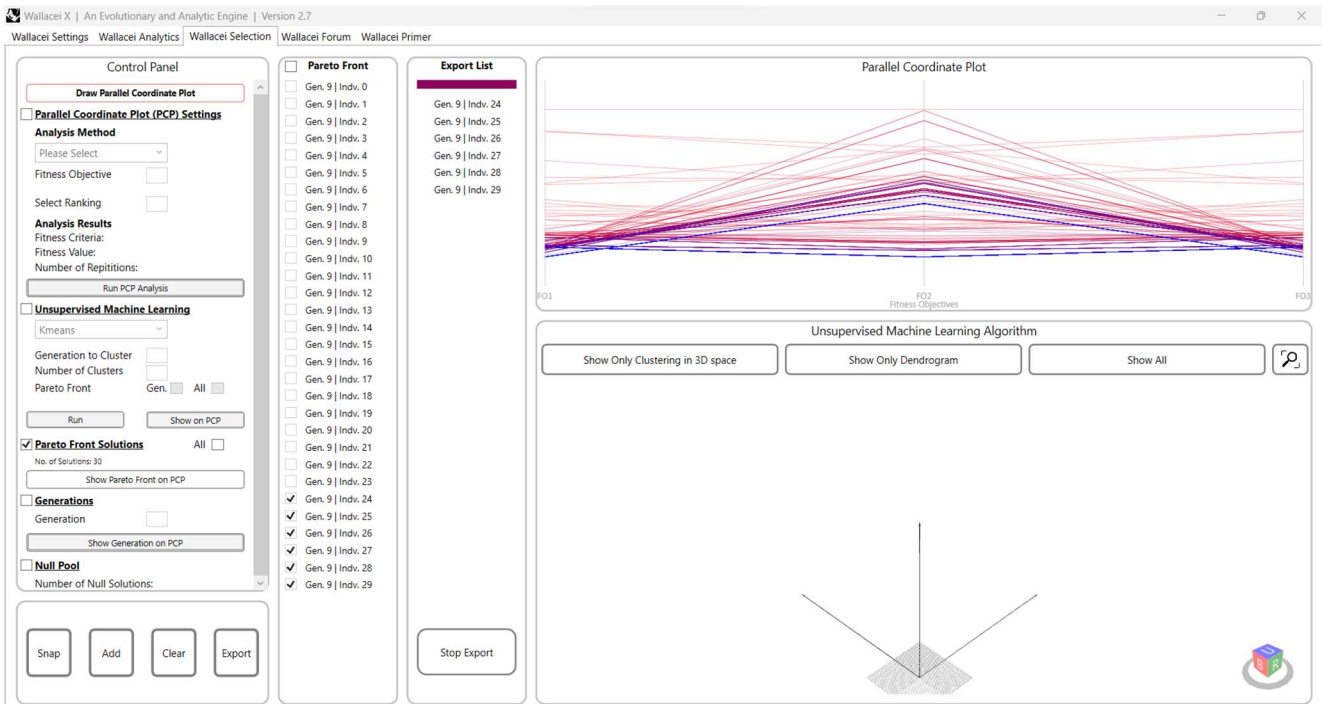 Wallacei X | An Evolutionary and Analytic Engine | Version 2.7
Wallacei Settings Wallacei Analytics Wallacei Selection Wallacei Forum Wallacei Primer
Control Panel
Draw Parallel Coordinate Plot
Parallel Coordinate Plot (PCP) Settings
Analysis Method
Please Select
Fitness Objective
Select Ranking
Analysis Results
Fitness Criteria:
Fitness Value:
Number of Repititions:
Run PCP Analysis
Unsupervised Machine Learning
Kmeans
Generation to Cluster
Number of Clusters
Pareto Front Gen. All
Run Show on PCP
Pareto Front Solutions All
No. of Solutions: 30
Show Pareto Front on PCP
Generations
Generation
Show Generation on PCP
Null Pool
Number of Null Solutions:
Snap Add Clear Export
Pareto Front
Gen. 9 | Indv. 0
Gen. 9 | Indv. 1
Gen. 9 | Indv. 2
Gen. 9 | Indv. 3
Gen. 9 | Indv. 4
Gen. 9 | Indv. 5
Gen. 9 | Indv. 6
Gen. 9 | Indv. 7
Gen. 9 | Indv. 8
Gen. 9 | Indv. 9
Gen. 9 | Indv. 10
Gen. 9 | Indv. 11
Gen. 9 | Indv. 12
Gen. 9 | Indv. 13
Gen. 9 | Indv. 14
Gen. 9 | Indv. 15
Gen. 9 | Indv. 16
Gen. 9 | Indv. 17
Gen. 9 | Indv. 18
Gen. 9 | Indv. 19
Gen. 9 | Indv. 20
Gen. 9 | Indv. 21
Gen. 9 | Indv. 22
Gen. 9 | Indv. 23
Gen. 9 | Indv. 24
Gen. 9 | Indv. 25
Gen. 9 | Indv. 26
Gen. 9 | Indv. 27
Gen. 9 | Indv. 28
Gen. 9 | Indv. 29
Export List
Gen. 9 | Indv. 24
Gen. 9 | Indv. 25
Gen. 9 | Indv. 26
Gen. 9 | Indv. 27
Gen. 9 | Indv. 28
Gen. 9 | Indv. 29
Stop Export
Parallel Coordinate Plot
FO1 FO2 FO3
Fitness Objectives
Unsupervised Machine Learning Algorithm
Show Only Clustering in 3D space Show Only Dendrogram Show All
U
B R